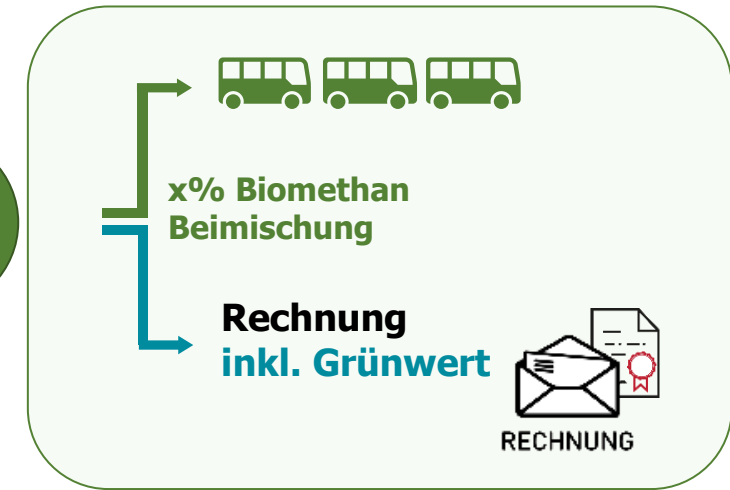 x% Biomethan
Beimischung
Rechnung
inkl. Grünwert
RECHNUNG